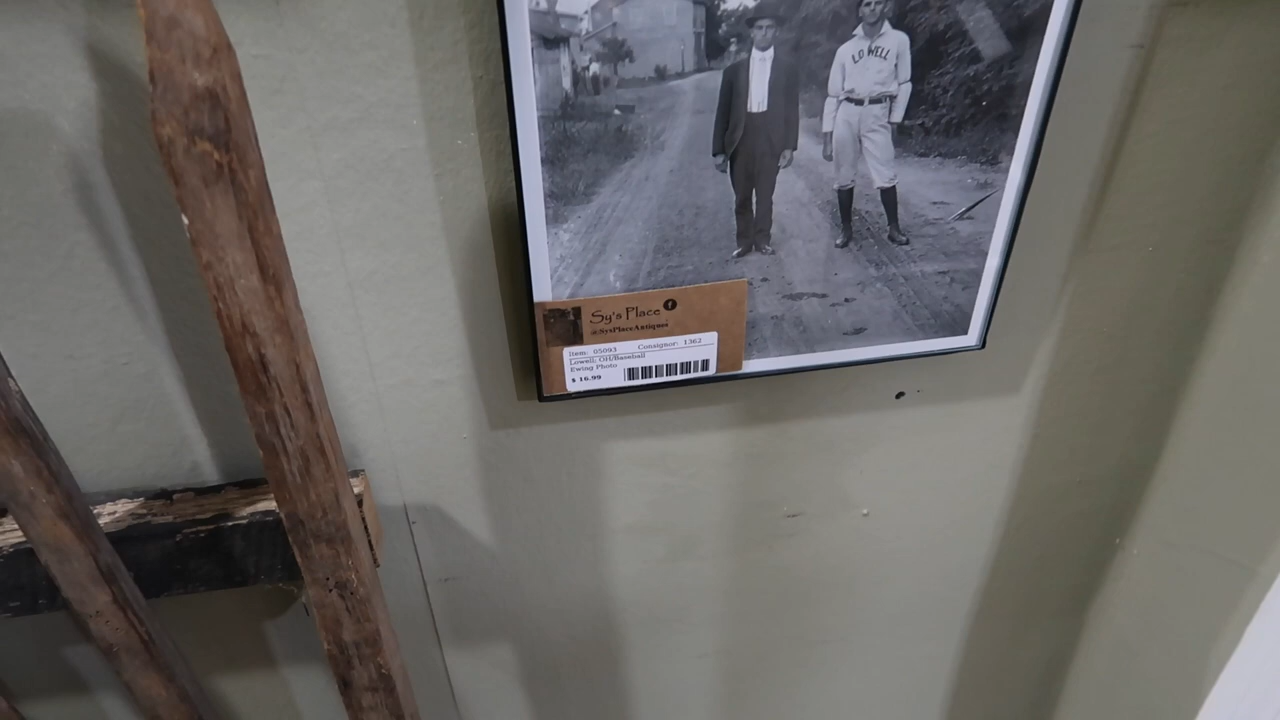 LOWELL
Sy's Place f
@SysPlaceAntiques
Item: 05093 Consignor: 1362
Lowell, OH/Baseball
Ewing Photo
$ 16.99